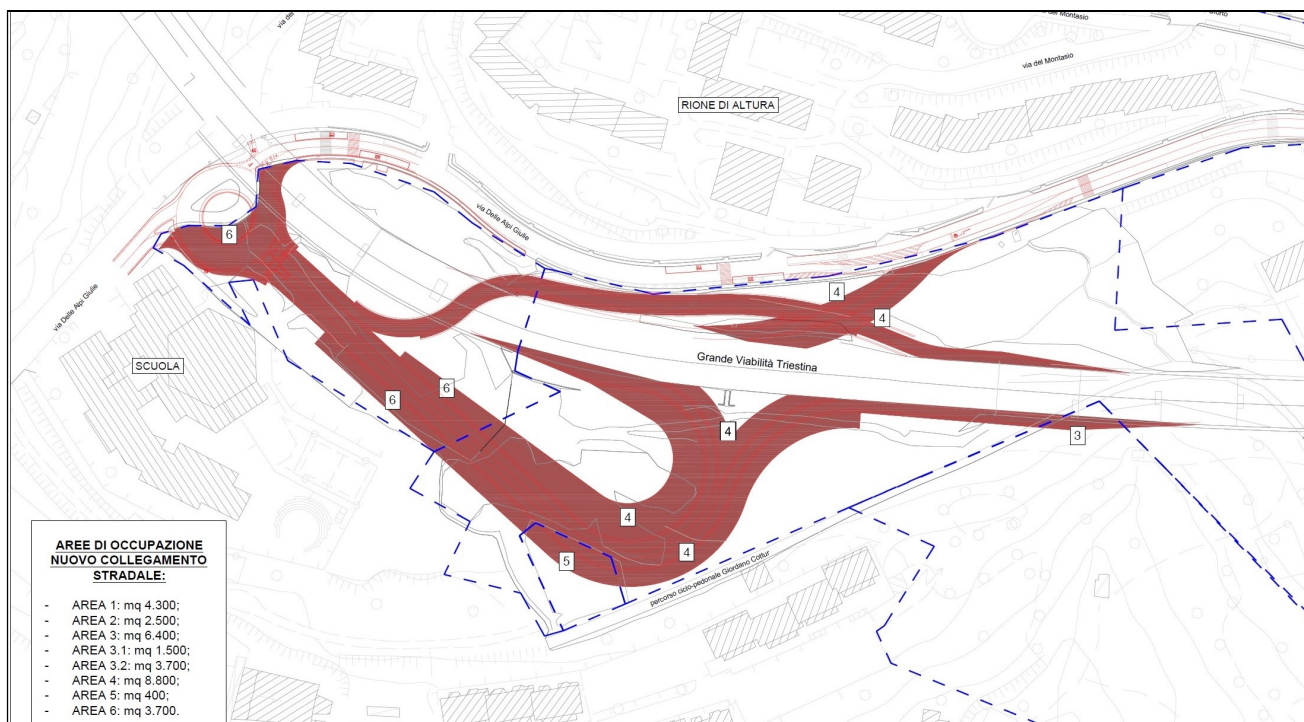 via del Montasio
via del Montasio
RIONE DI ALTURA
via Delle Alpi Giulie
6
via Delle Alpi Giulie
4
4
Grande Viabilità Triestina
SCUOLA
6
6
4
3
4
4
5
percorso ciclo-pedonale Giordano Cottur
AREE DI OCCUPAZIONE
NUOVO COLLEGAMENTO
STRADALE:
- AREA 1: mq 4.300;
- AREA 2: mq 2.500;
- AREA 3: mq 6.400;
- AREA 3.1: mq 1.500;
- AREA 3.2: mq 3.700;
- AREA 4: mq 8.800;
- AREA 5: mq 400;
- AREA 6: mq 3.700.